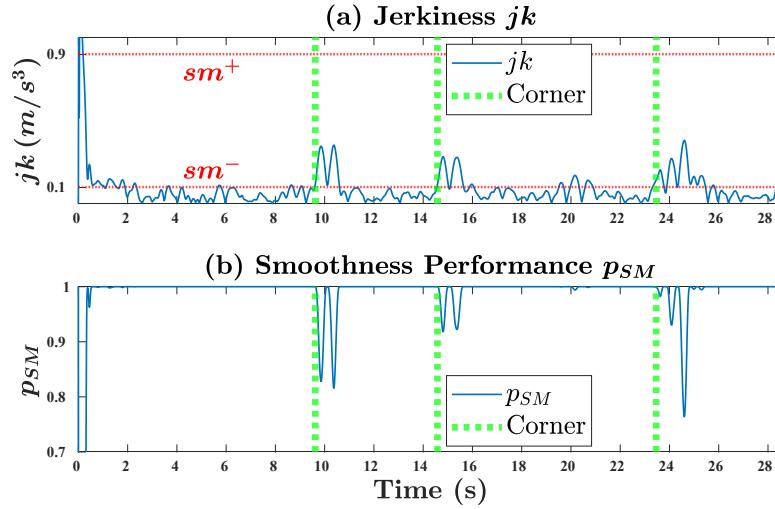 (a) Jerkiness jk
jk (m/s³)
0.9
0.1
sm⁺
sm⁻
jk
Corner
0 2 4 6 8 10 12 14 16 18 20 22 24 26 28
(b) Smoothness Performance p_SM
p_SM
1
0.9
0.8
0.7
p_SM
Corner
0 2 4 6 8 10 12 14 16 18 20 22 24 26 28
Time (s)